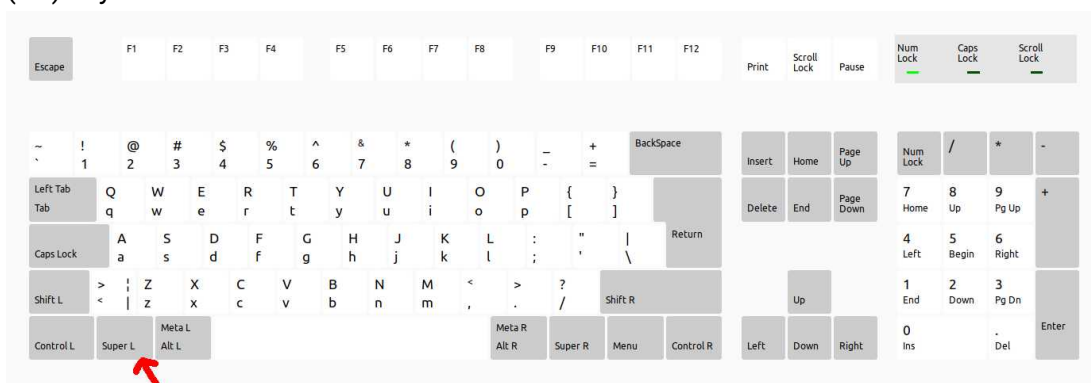 Escape F1 F2 F3 F4 F5 F6 F7 F8 F9 F10 F11 F12 Print Scroll Lock Pause Num Lock Caps Lock Scroll Lock
~ ! @ # $ % ^ & * ( ) _ + BackSpace
` 1 2 3 4 5 6 7 8 9 0 - = Insert Home Page Up Num Lock / * -
Left Tab Q W E R T Y U I O P { }
Tab q w e r t y u i o p [ ] Delete End Page Down 7 Home 8 Up 9 Pg Up +
A S D F G H J K L : " | Return
Caps Lock a s d f g h j k l ; ' \ 4 Left 5 Begin 6 Right
> ¦ Z X C V B N M < > ?
Shift L < | z x c v b n m , . / Shift R Up 1 End 2 Down 3 Pg Dn
Meta L Meta R
Control L Super L Alt L Alt R Super R Menu Control R Left Down Right 0 Ins . Del Enter